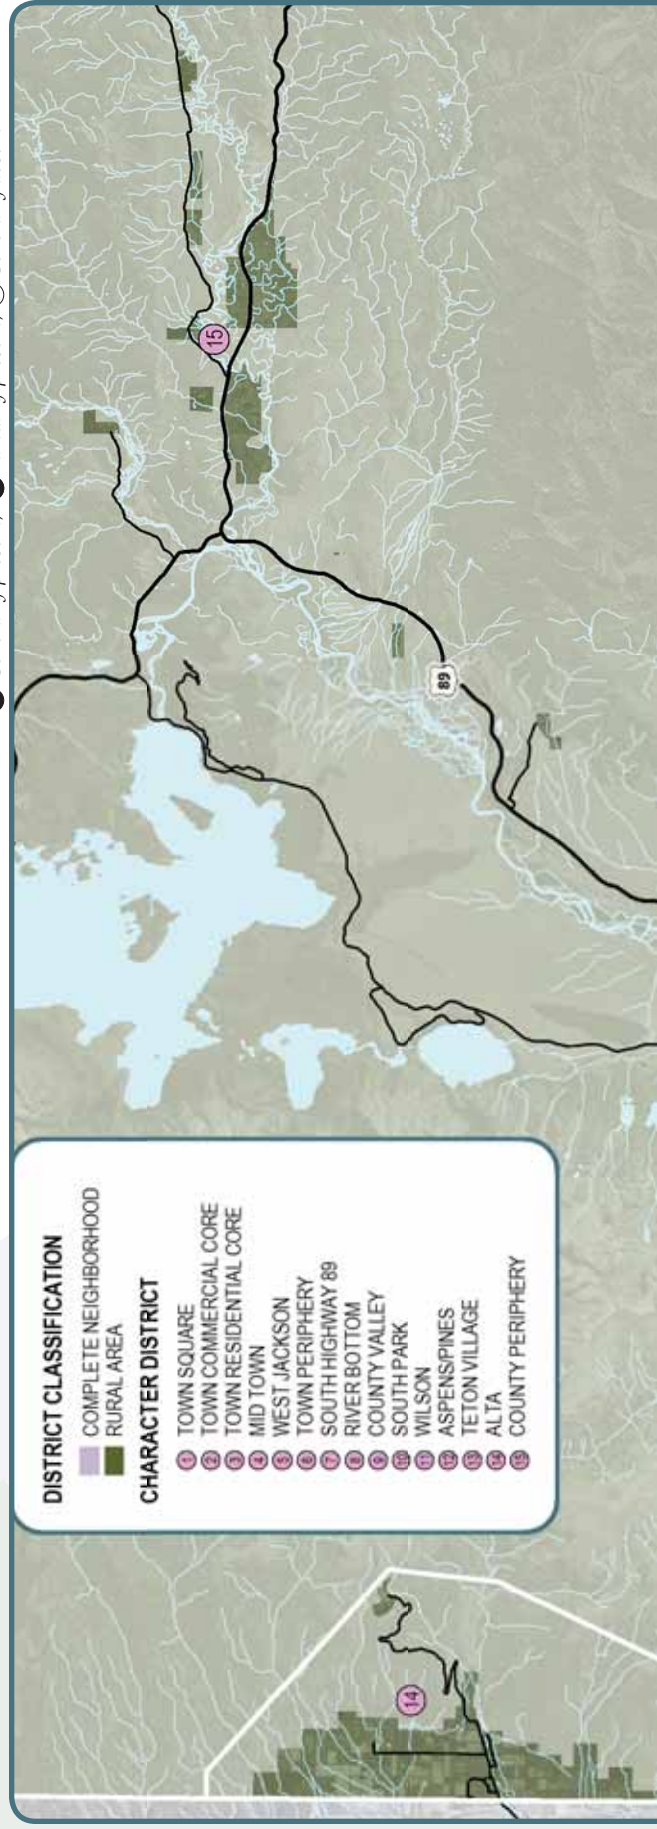 DISTRICT CLASSIFICATION
COMPLETE NEIGHBORHOOD
RURAL AREA
CHARACTER DISTRICT
1 TOWN SQUARE
2 TOWN COMMERCIAL CORE
3 TOWN RESIDENTIAL CORE
4 MID TOWN
5 WEST JACKSON
6 TOWN PERIPHERY
7 SOUTH HIGHWAY 89
8 RIVER BOTTOM
9 COUNTY VALLEY
10 SOUTH PARK
11 WILSON
12 ASPENS/PINES
13 TETON VILLAGE
14 ALTA
15 COUNTY PERIPHERY
14
89
15